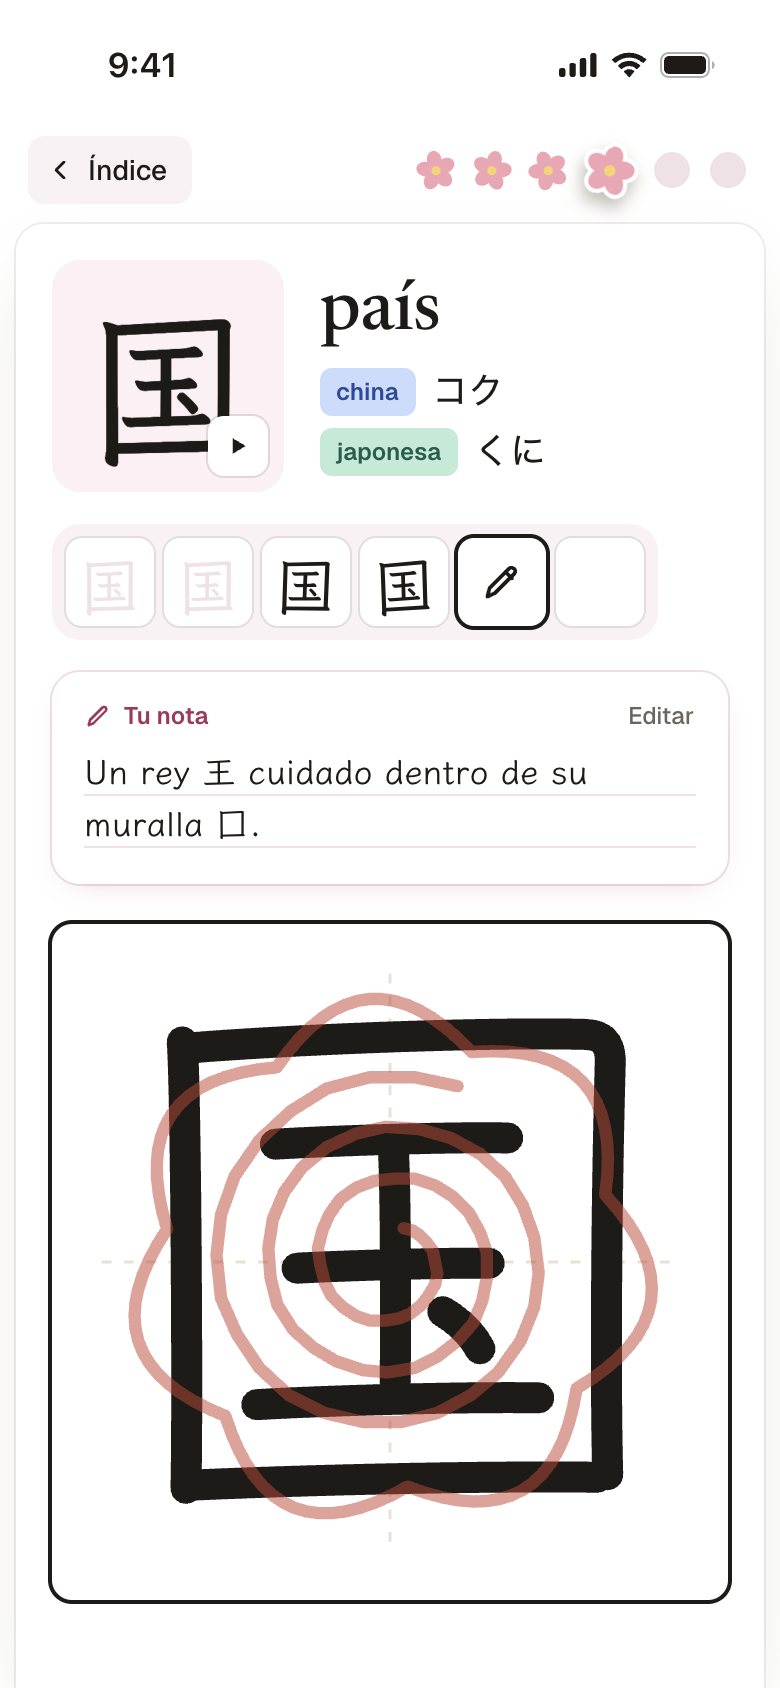 9:41
Índice
国
país
china コク
japonesa くに
国 国 国 国
Tu nota
Editar
Un rey 王 cuidado dentro de su
muralla 囗.
国